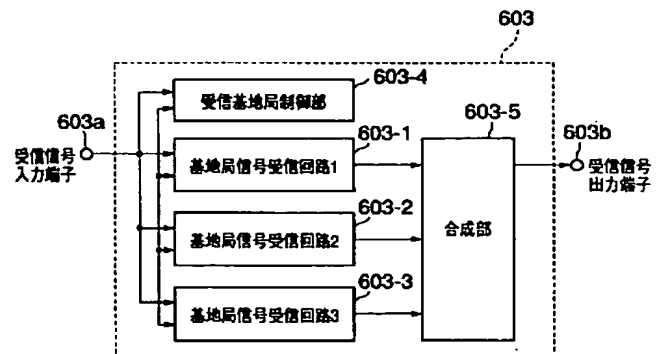 603
603-4
受信基地局制御部
603a
受信信号
入力端子
603-1
基地局信号受信回路1
603-5
合成部
603b
受信信号
出力端子
603-2
基地局信号受信回路2
603-3
基地局信号受信回路3